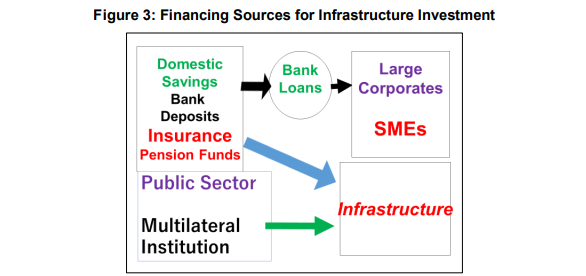 Figure 3: Financing Sources for Infrastructure Investment
Domestic
Savings
Bank
Deposits
Insurance
Pension Funds
Public Sector
Multilateral
Institution
Bank
Loans
Large
Corporates
SMEs
Infrastructure